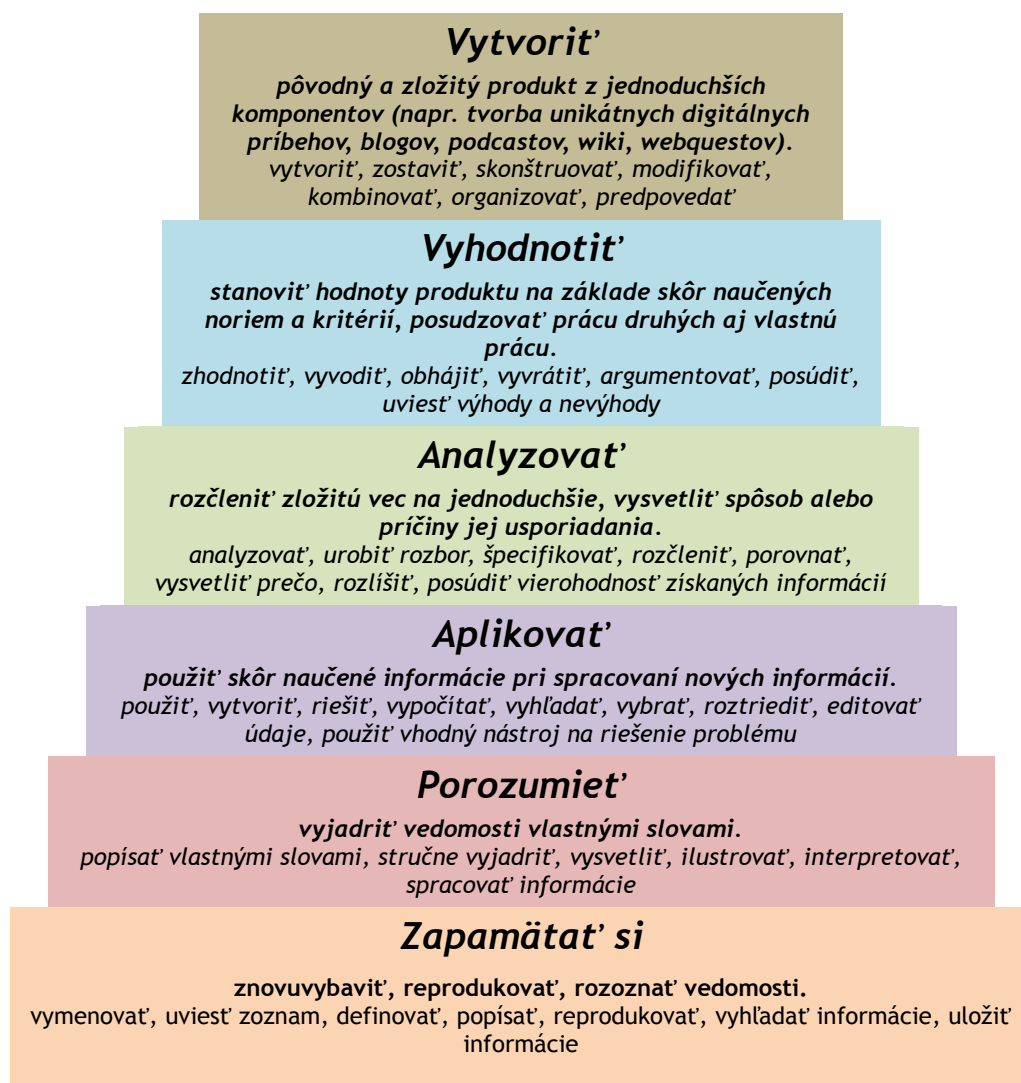 Vytvoriť
pôvodný a zložitý produkt z jednoduchších
komponentov (napr. tvorba unikátnych digitálnych
príbehov, blogov, podcastov, wiki, webquestov).
vytvoriť, zostaviť, skonštruovať, modifikovať,
kombinovať, organizovať, predpovedať
Vyhodnotiť
stanoviť hodnoty produktu na základe skôr naučených
noriem a kritérií, posudzovať prácu druhých aj vlastnú
prácu.
zhodnotiť, vyvodiť, obhájiť, vyvrátiť, argumentovať, posúdiť,
uviesť výhody a nevýhody
Analyzovať
rozčleniť zložitú vec na jednoduchšie, vysvetliť spôsob alebo
príčiny jej usporiadania.
analyzovať, urobiť rozbor, špecifikovať, rozčleniť, porovnať,
vysvetliť prečo, rozlíšiť, posúdiť vierohodnosť získaných informácií
Aplikovať
použiť skôr naučené informácie pri spracovaní nových informácií.
použiť, vytvoriť, riešiť, vypočítať, vyhľadať, vybrať, roztriediť, editovať
údaje, použiť vhodný nástroj na riešenie problému
Porozumieť
vyjadriť vedomosti vlastnými slovami.
popísať vlastnými slovami, stručne vyjadriť, vysvetliť, ilustrovať, interpretovať,
spracovať informácie
Zapamätať si
znovuvybaviť, reprodukovať, rozoznať vedomosti.
vymenovať, uviesť zoznam, definovať, popísať, reprodukovať, vyhľadať informácie, uložiť
informácie